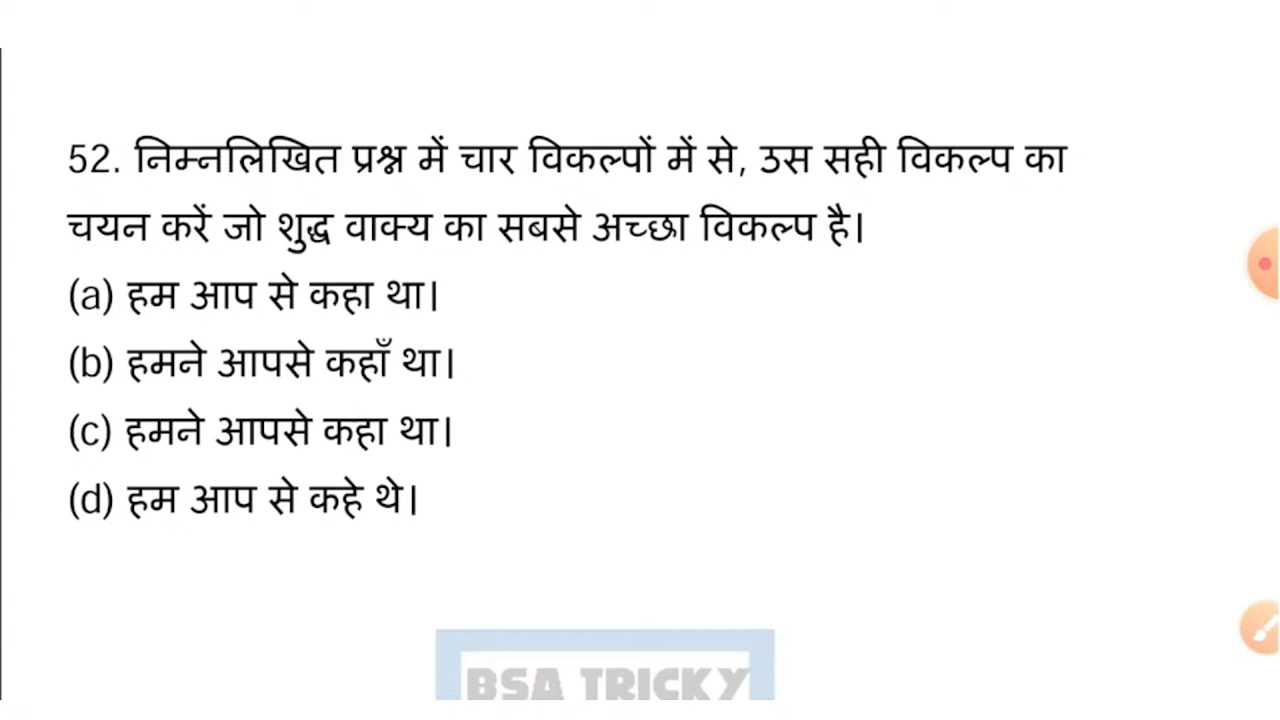 52. निम्नलिखित प्रश्न में चार विकल्पों में से, उस सही विकल्प का
चयन करें जो शुद्ध वाक्य का सबसे अच्छा विकल्प है।
(a) हम आप से कहा था।
(b) हमने आपसे कहाँ था।
(c) हमने आपसे कहा था।
(d) हम आप से कहे थे।
BSA TRICKY